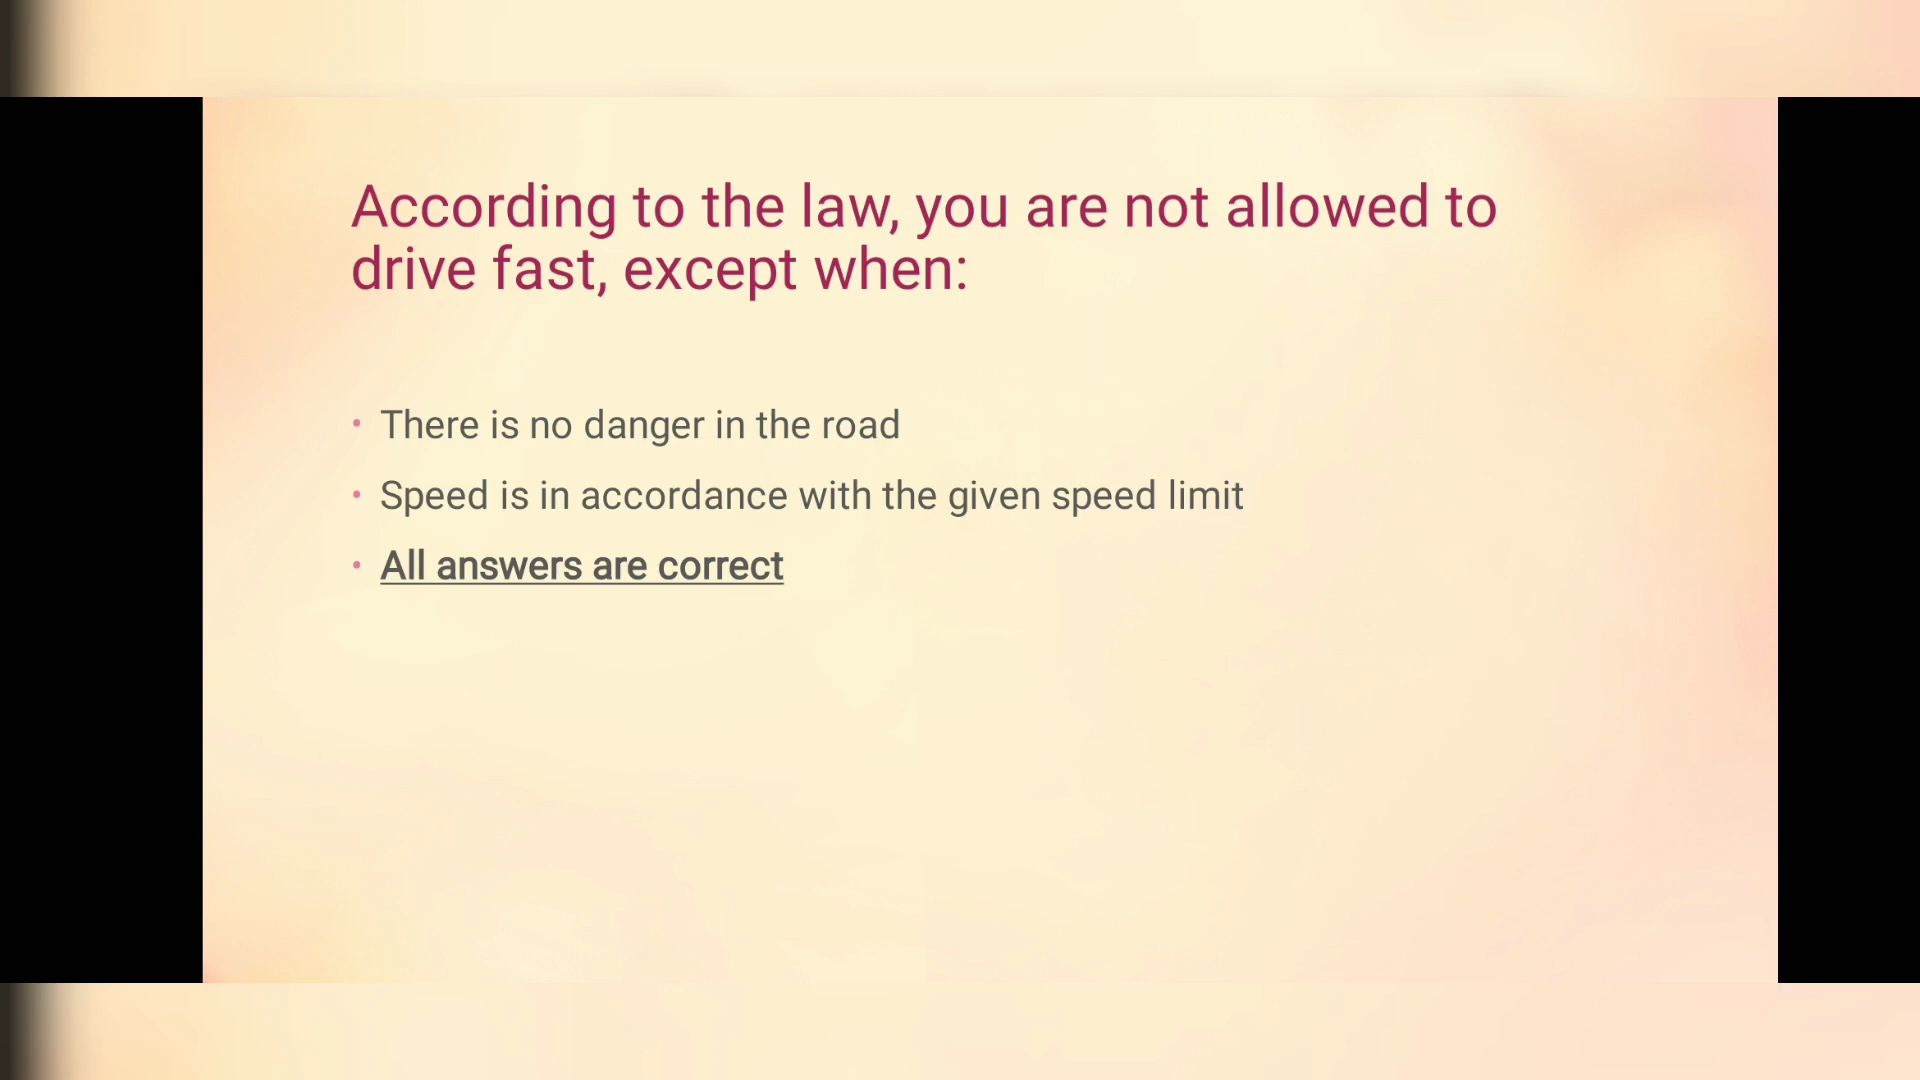 According to the law, you are not allowed to
drive fast, except when:
• There is no danger in the road
• Speed is in accordance with the given speed limit
• All answers are correct